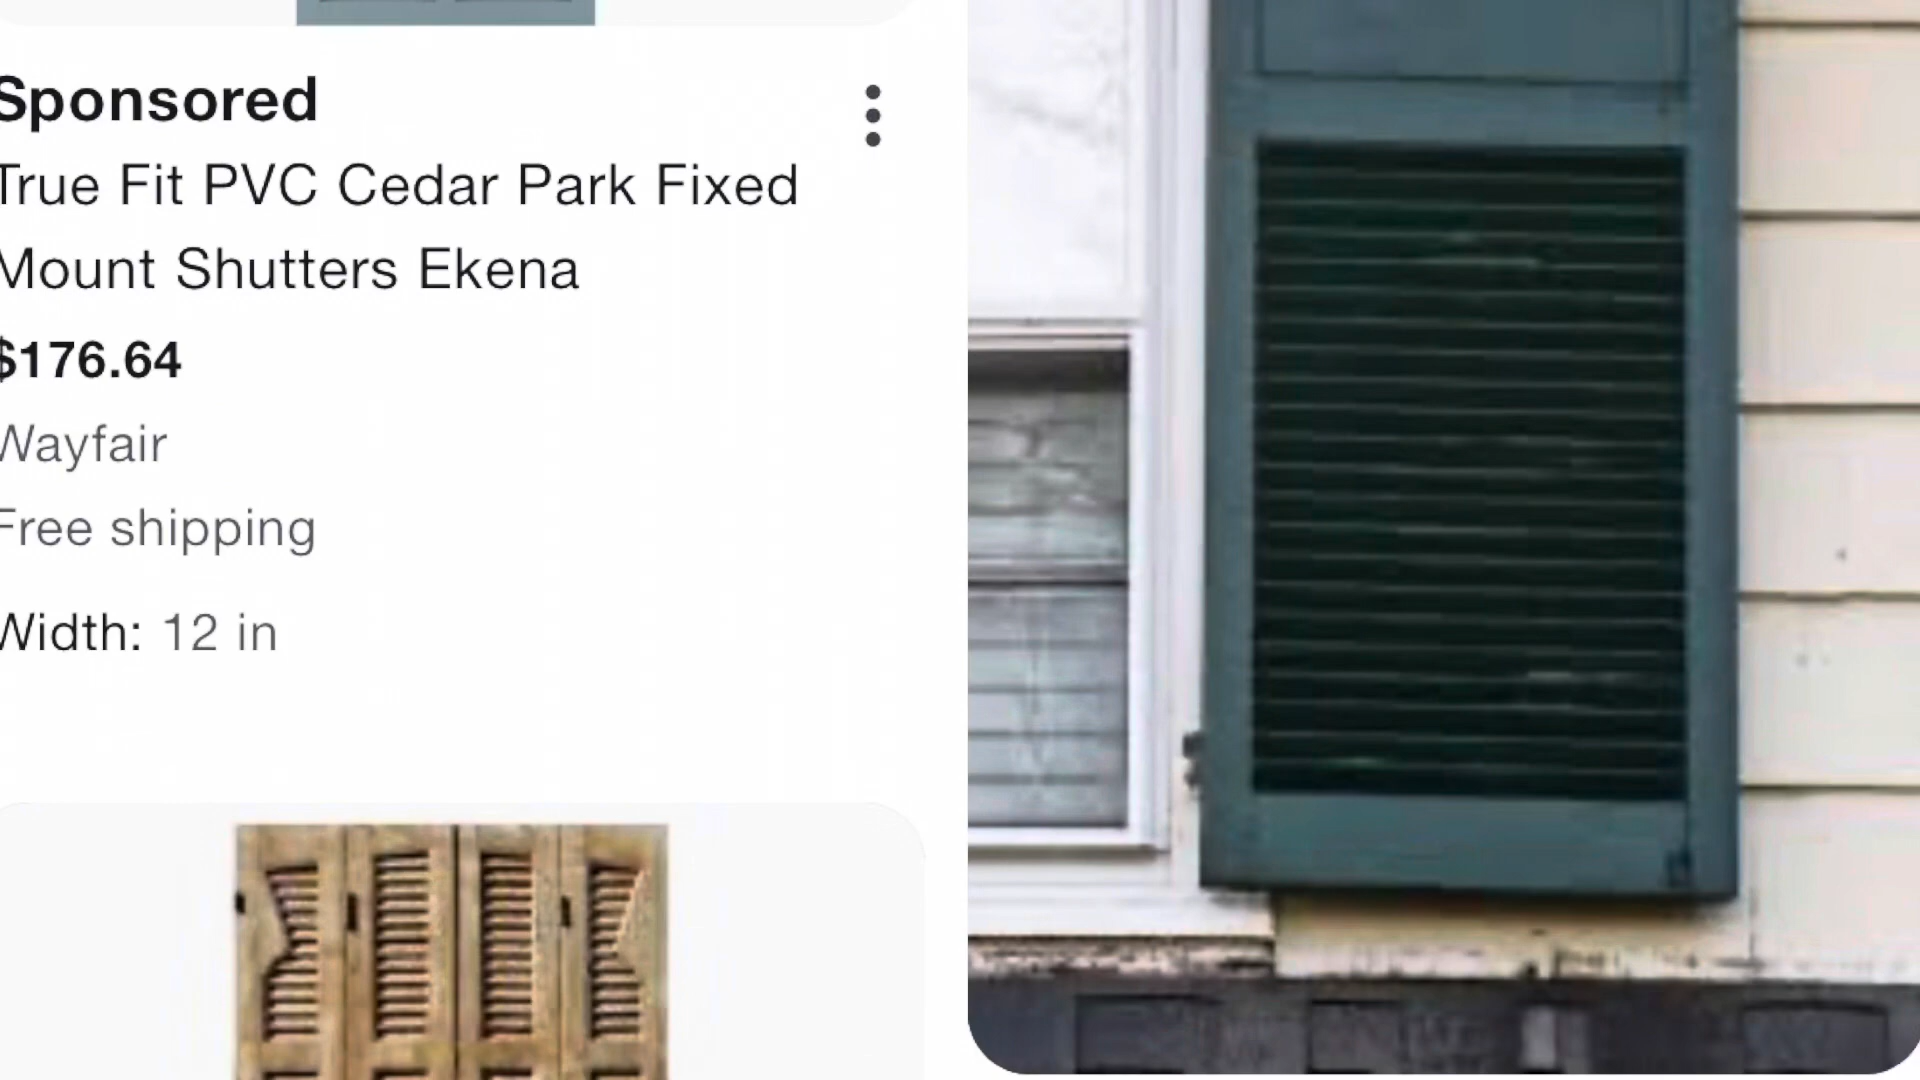 Sponsored
True Fit PVC Cedar Park Fixed
Mount Shutters Ekena
$176.64
Wayfair
Free shipping
Width: 12 in